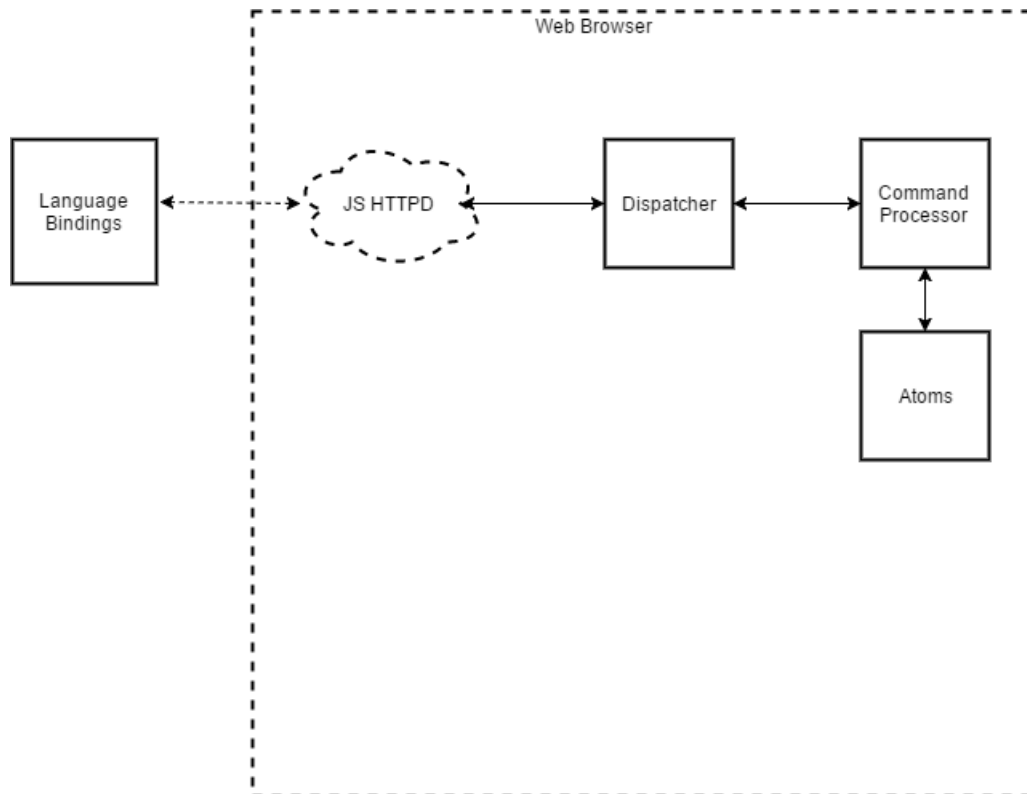 Web Browser
Language
Bindings
JS HTTPD
Dispatcher
Command
Processor
Atoms